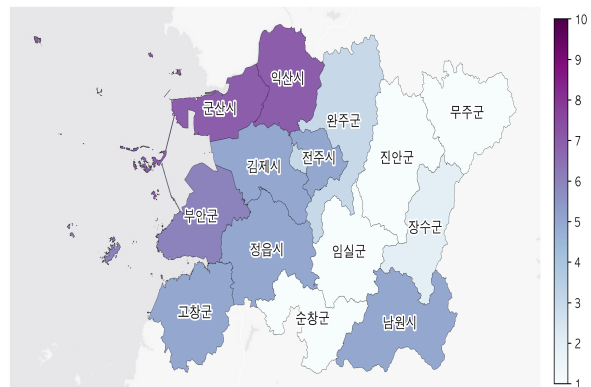 익산시
군산시
완주군
무주군
전주시
진안군
김제시
부안군
장수군
정읍시
임실군
고창군
순창군
남원시
10
9
8
7
6
5
4
3
2
1